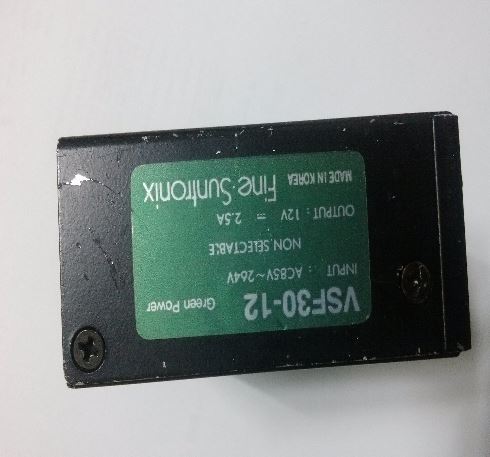 VSF30-12 Green Power
INPUT : AC85V~264V
NON SELECTABLE
OUTPUT : 12V ⎓ 2.5A
MADE IN KOREA Fine Suntronix